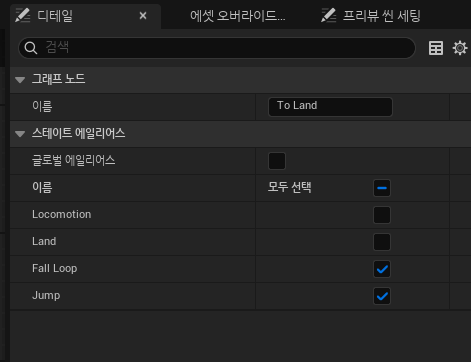 디테일 에셋 오버라이드... 프리뷰 씬 세팅
검색
그래프 노드
이름 To Land
스테이트 에일리어스
글로벌 에일리어스
이름 모두 선택
Locomotion
Land
Fall Loop
Jump